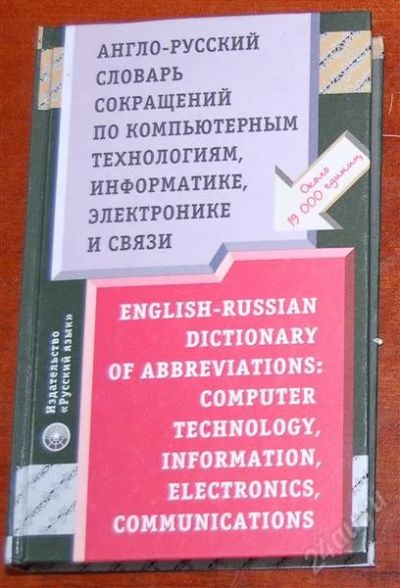 АНГЛО-РУССКИЙ
СЛОВАРЬ
СОКРАЩЕНИЙ
ПО КОМПЬЮТЕРНЫМ
ТЕХНОЛОГИЯМ,
ИНФОРМАТИКЕ,
ЭЛЕКТРОНИКЕ
И СВЯЗИ
Около
19 000 единиц
ENGLISH-RUSSIAN
DICTIONARY
OF ABBREVIATIONS:
COMPUTER
TECHNOLOGY,
INFORMATION,
ELECTRONICS,
COMMUNICATIONS
Издательство
«Русский язык»